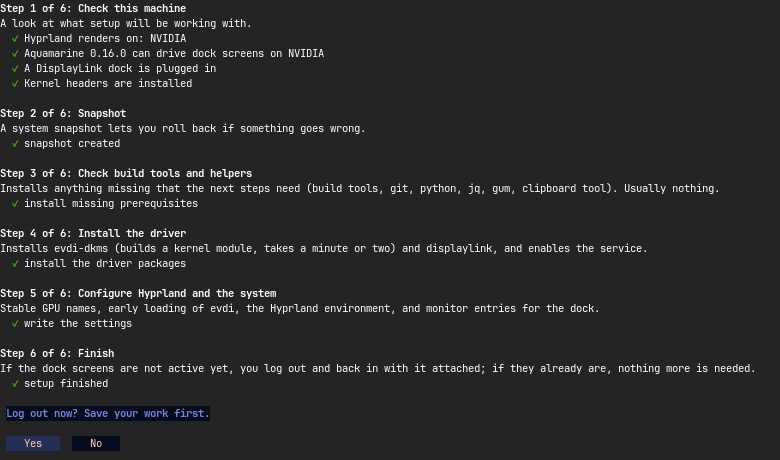 Step 1 of 6: Check this machine
A look at what setup will be working with.
✓ Hyprland renders on: NVIDIA
✓ Aquamarine 0.16.0 can drive dock screens on NVIDIA
✓ A DisplayLink dock is plugged in
✓ Kernel headers are installed
Step 2 of 6: Snapshot
A system snapshot lets you roll back if something goes wrong.
✓ snapshot created
Step 3 of 6: Check build tools and helpers
Installs anything missing that the next steps need (build tools, git, python, jq, gum, clipboard tool). Usually nothing.
✓ install missing prerequisites
Step 4 of 6: Install the driver
Installs evdi-dkms (builds a kernel module, takes a minute or two) and displaylink, and enables the service.
✓ install the driver packages
Step 5 of 6: Configure Hyprland and the system
Stable GPU names, early loading of evdi, the Hyprland environment, and monitor entries for the dock.
✓ write the settings
Step 6 of 6: Finish
If the dock screens are not active yet, you log out and back in with it attached; if they already are, nothing more is needed.
✓ setup finished
Log out now? Save your work first.
Yes No